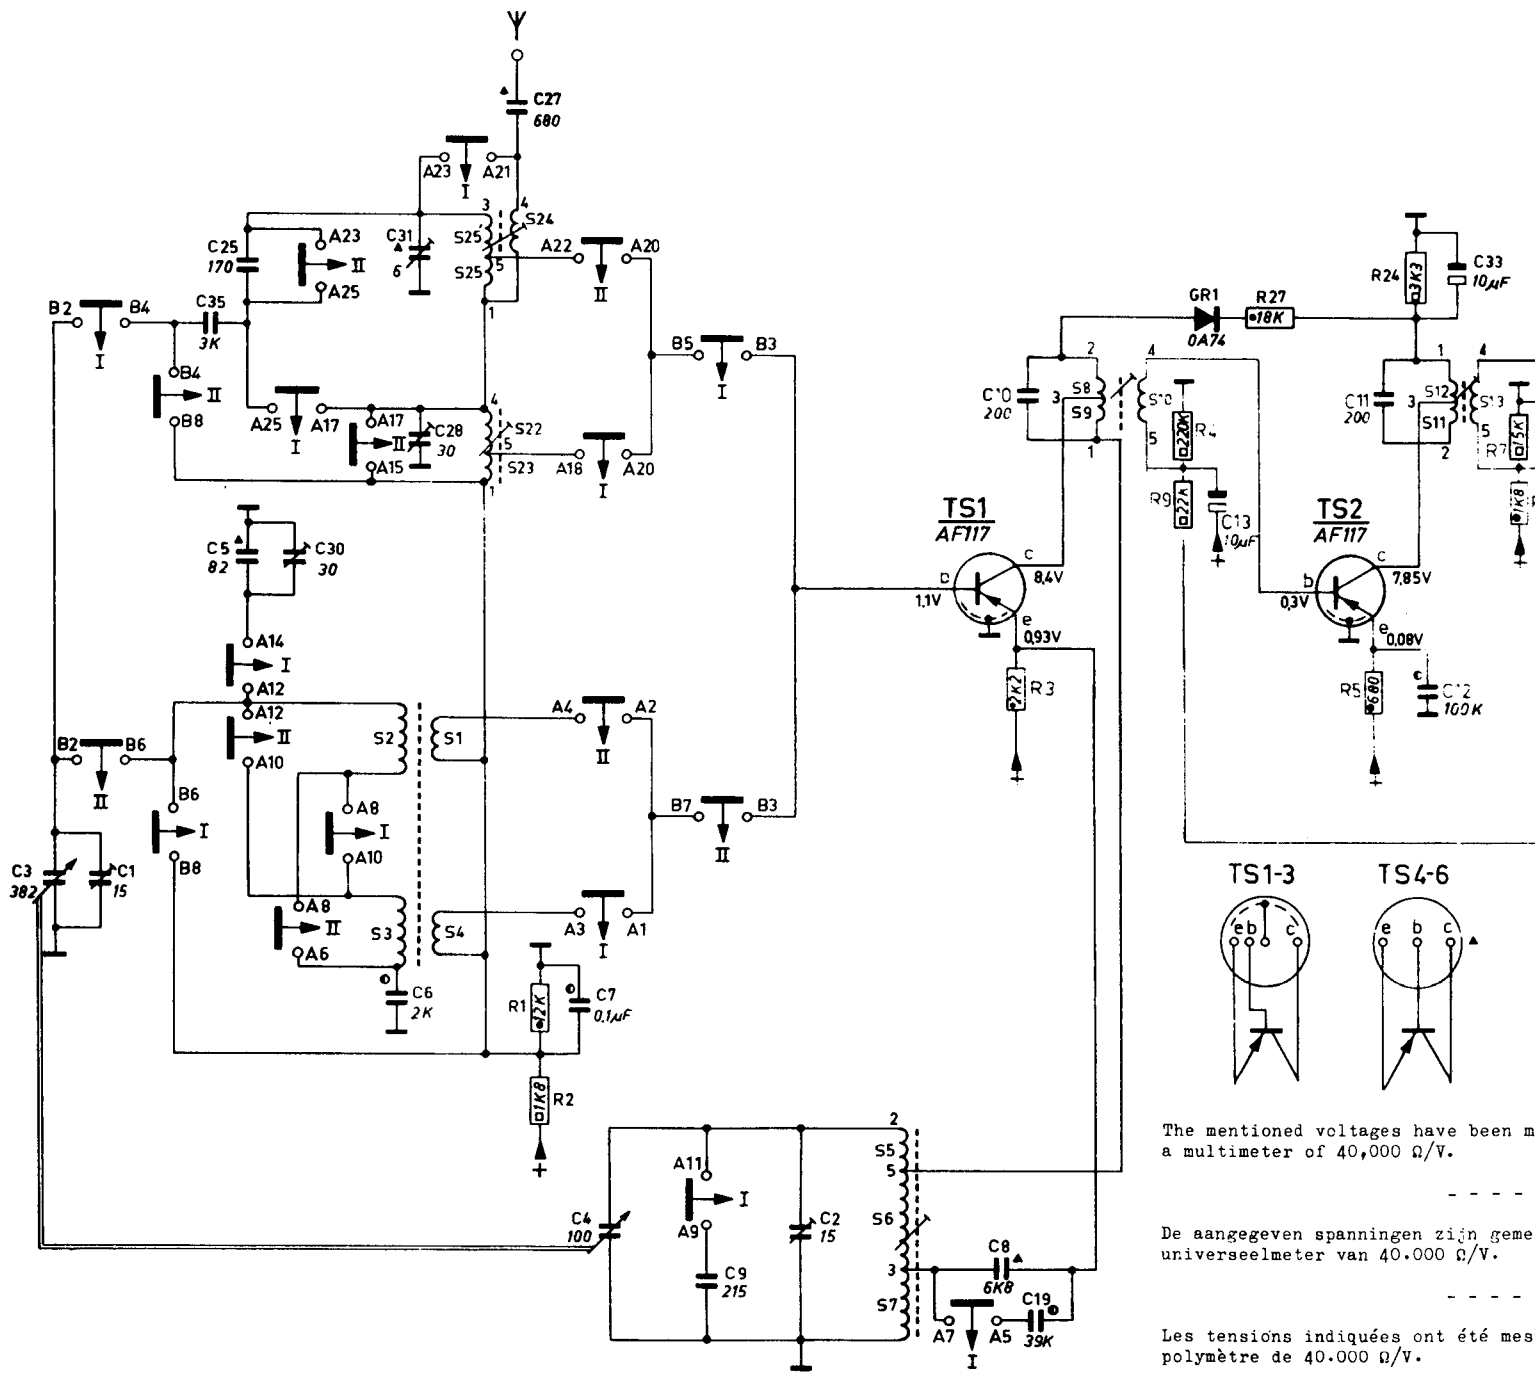 C27
680
A23
A21
I
3
4
S24
C31
6
S25'
5
S25
1
A22
A20
II
C25
170
A23
II
A25
C35
3K
B2
B4
I
B4
II
B8
A25
A17
I
A17
II
A15
C28
30
4
S22
5
S23
1
A18
A20
I
B5
B3
I
C5
82
C30
30
A14
I
A12
A12
II
A10
B2
B6
II
B6
I
B8
S2
S1
A4
A2
II
A8
I
A10
B7
B3
II
C3
382
C1
15
A8
II
A6
S3
S4
A3
A1
I
C6
2K
R1
12K
C7
0,1µF
R2
1K8
+
C4
100
A11
I
A9
C9
215
C2
15
2
S5
5
S6
3
S7
C8
6K8
C19
39K
A7
A5
I
TS1
AF117
1,1V
c
8,4V
e
0,93V
R3
2K2
+
GR1
0A74
R27
18K
R24
3K3
C33
10µF
2
4
C10
200
3
S8
S9
1
S10
5
220K
R4
R9
22K
C13
10µF
+
1
4
C11
200
3
S12
S11
2
S13
5
R7
15K
1K8
+
TS2
AF117
b
0,3V
c
7,85V
e
0,08V
R5
680
+
C12
100K
TS1-3
e b c
TS4-6
e b c
The mentioned voltages have been m
a multimeter of 40,000 Ω/V.
- - - -
De aangegeven spanningen zijn geme
universeelmeter van 40.000 Ω/V.
- - - -
Les tensions indiquées ont été mes
polymètre de 40.000 Ω/V.